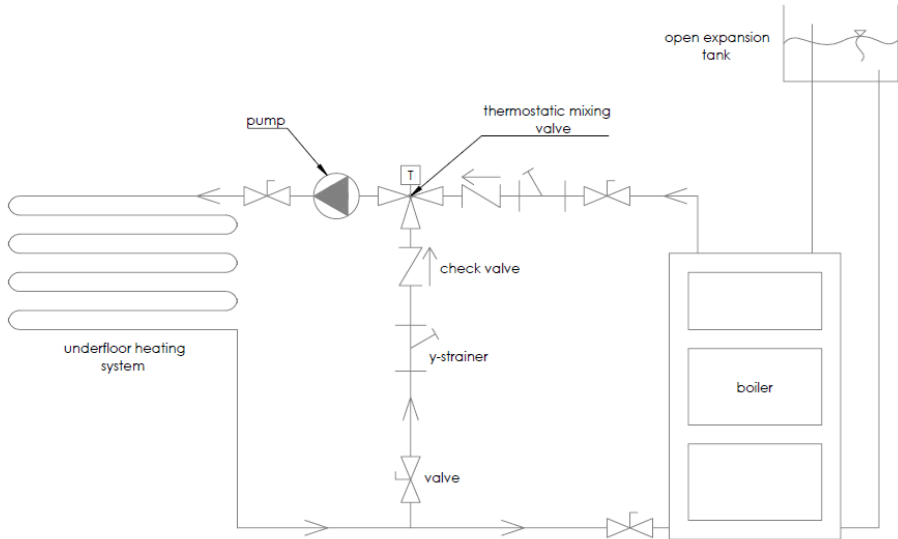 open expansion
tank
thermostatic mixing
valve
pump
T
check valve
y-strainer
underfloor heating
system
boiler
valve